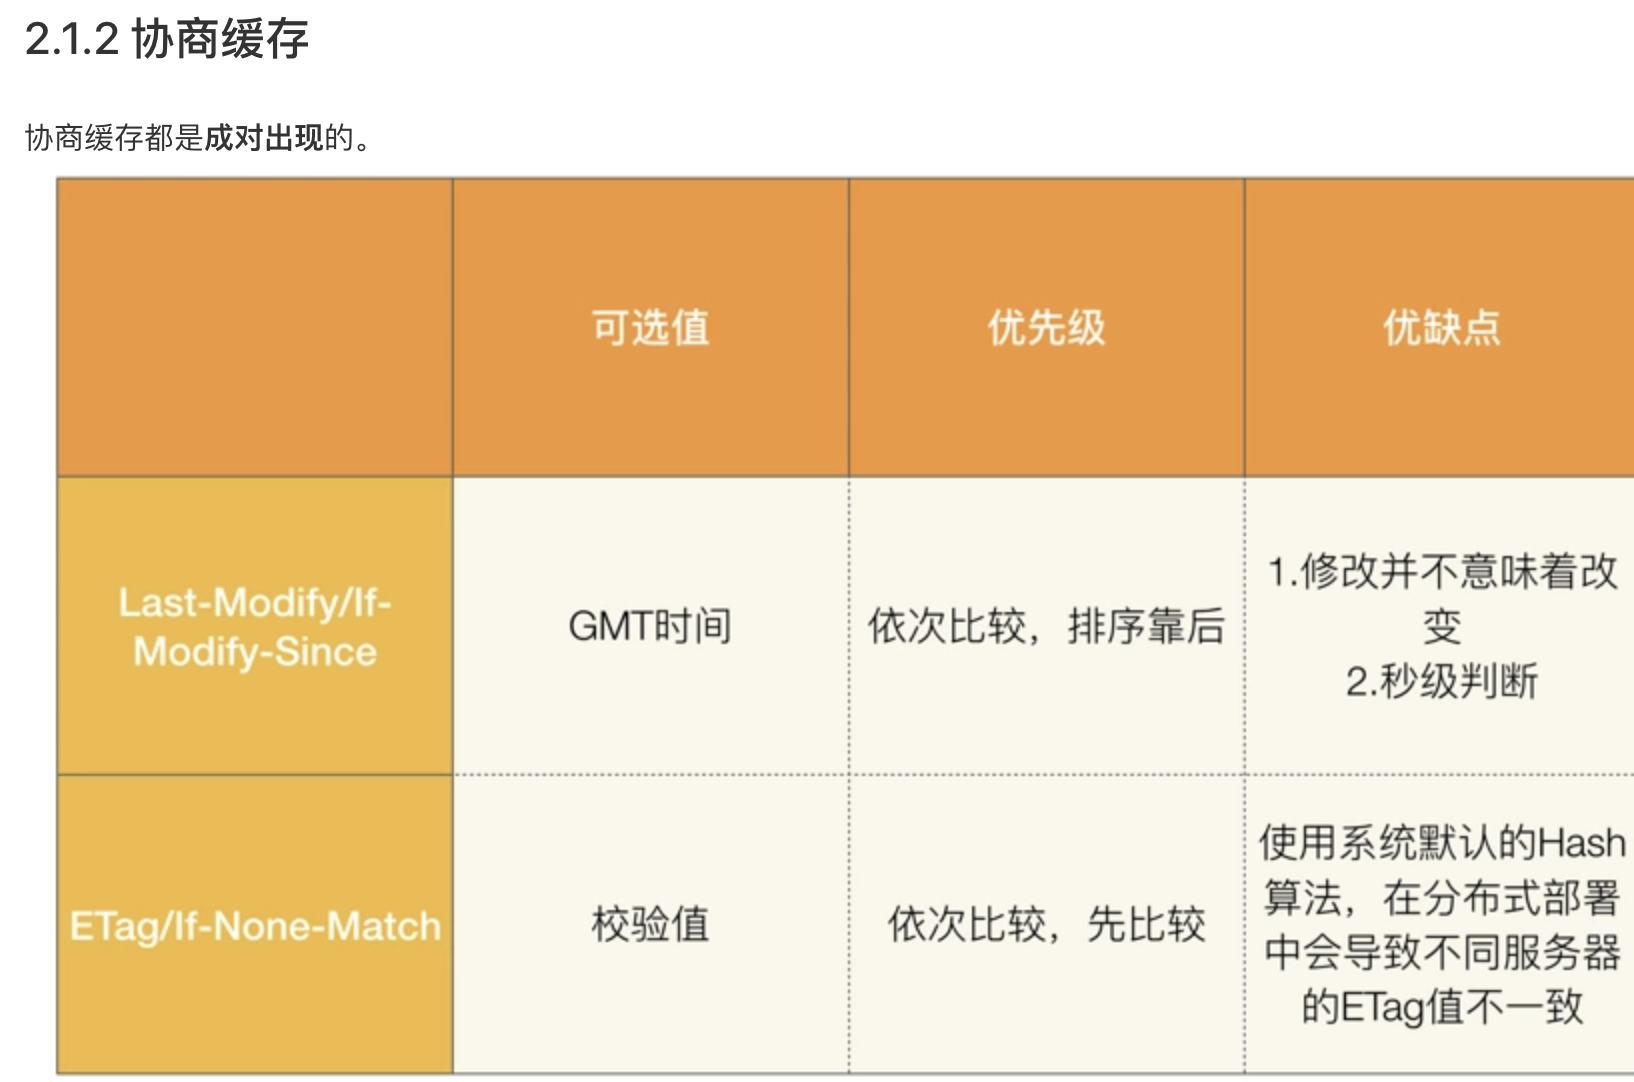 2.1.2 协商缓存
协商缓存都是成对出现的。
可选值
优先级
优缺点
Last-Modify/If-
Modify-Since
GMT时间
依次比较，排序靠后
1.修改并不意味着改
变
2.秒级判断
ETag/If-None-Match
校验值
依次比较，先比较
使用系统默认的Hash
算法，在分布式部署
中会导致不同服务器
的ETag值不一致